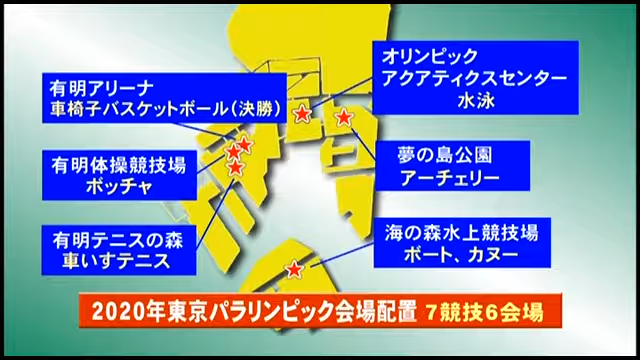 有明アリーナ
車椅子バスケットボール(決勝)
有明体操競技場
ボッチャ
有明テニスの森
車いすテニス
オリンピック
アクアティクスセンター
水泳
夢の島公園
アーチェリー
海の森水上競技場
ボート、カヌー
2020年東京パラリンピック会場配置 7競技6会場